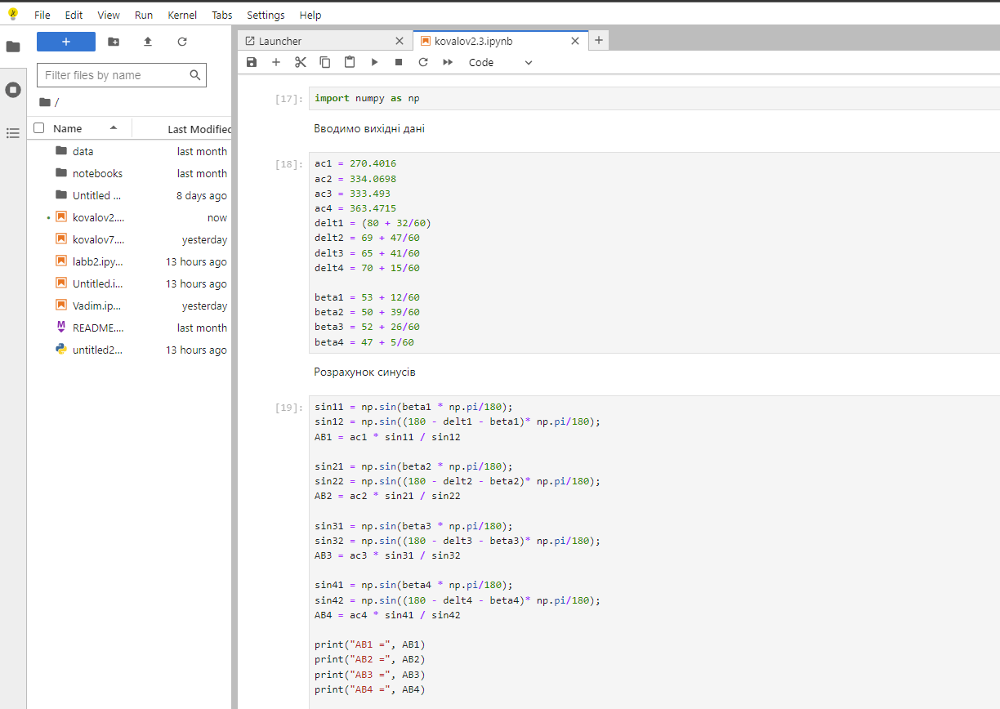 File Edit View Run Kernel Tabs Settings Help
Launcher
kovalov2.3.ipynb
Code
Filter files by name
/
Name Last Modified
data last month
notebooks last month
Untitled ... 8 days ago
kovalov2.... now
kovalov7.... yesterday
labb2.ipy... 13 hours ago
Untitled.i... 13 hours ago
Vadim.ip... yesterday
README.... last month
untitled2... 13 hours ago
[17]: import numpy as np
Вводимо вихідні дані
[18]: ac1 = 270.4016
ac2 = 334.0698
ac3 = 333.493
ac4 = 363.4715
delt1 = (80 + 32/60)
delt2 = 69 + 47/60
delt3 = 65 + 41/60
delt4 = 70 + 15/60
beta1 = 53 + 12/60
beta2 = 50 + 39/60
beta3 = 52 + 26/60
beta4 = 47 + 5/60
Розрахунок синусів
[19]: sin11 = np.sin(beta1 * np.pi/180);
sin12 = np.sin((180 - delt1 - beta1)* np.pi/180);
AB1 = ac1 * sin11 / sin12
sin21 = np.sin(beta2 * np.pi/180);
sin22 = np.sin((180 - delt2 - beta2)* np.pi/180);
AB2 = ac2 * sin21 / sin22
sin31 = np.sin(beta3 * np.pi/180);
sin32 = np.sin((180 - delt3 - beta3)* np.pi/180);
AB3 = ac3 * sin31 / sin32
sin41 = np.sin(beta4 * np.pi/180);
sin42 = np.sin((180 - delt4 - beta4)* np.pi/180);
AB4 = ac4 * sin41 / sin42
print("AB1 =", AB1)
print("AB2 =", AB2)
print("AB3 =", AB3)
print("AB4 =", AB4)